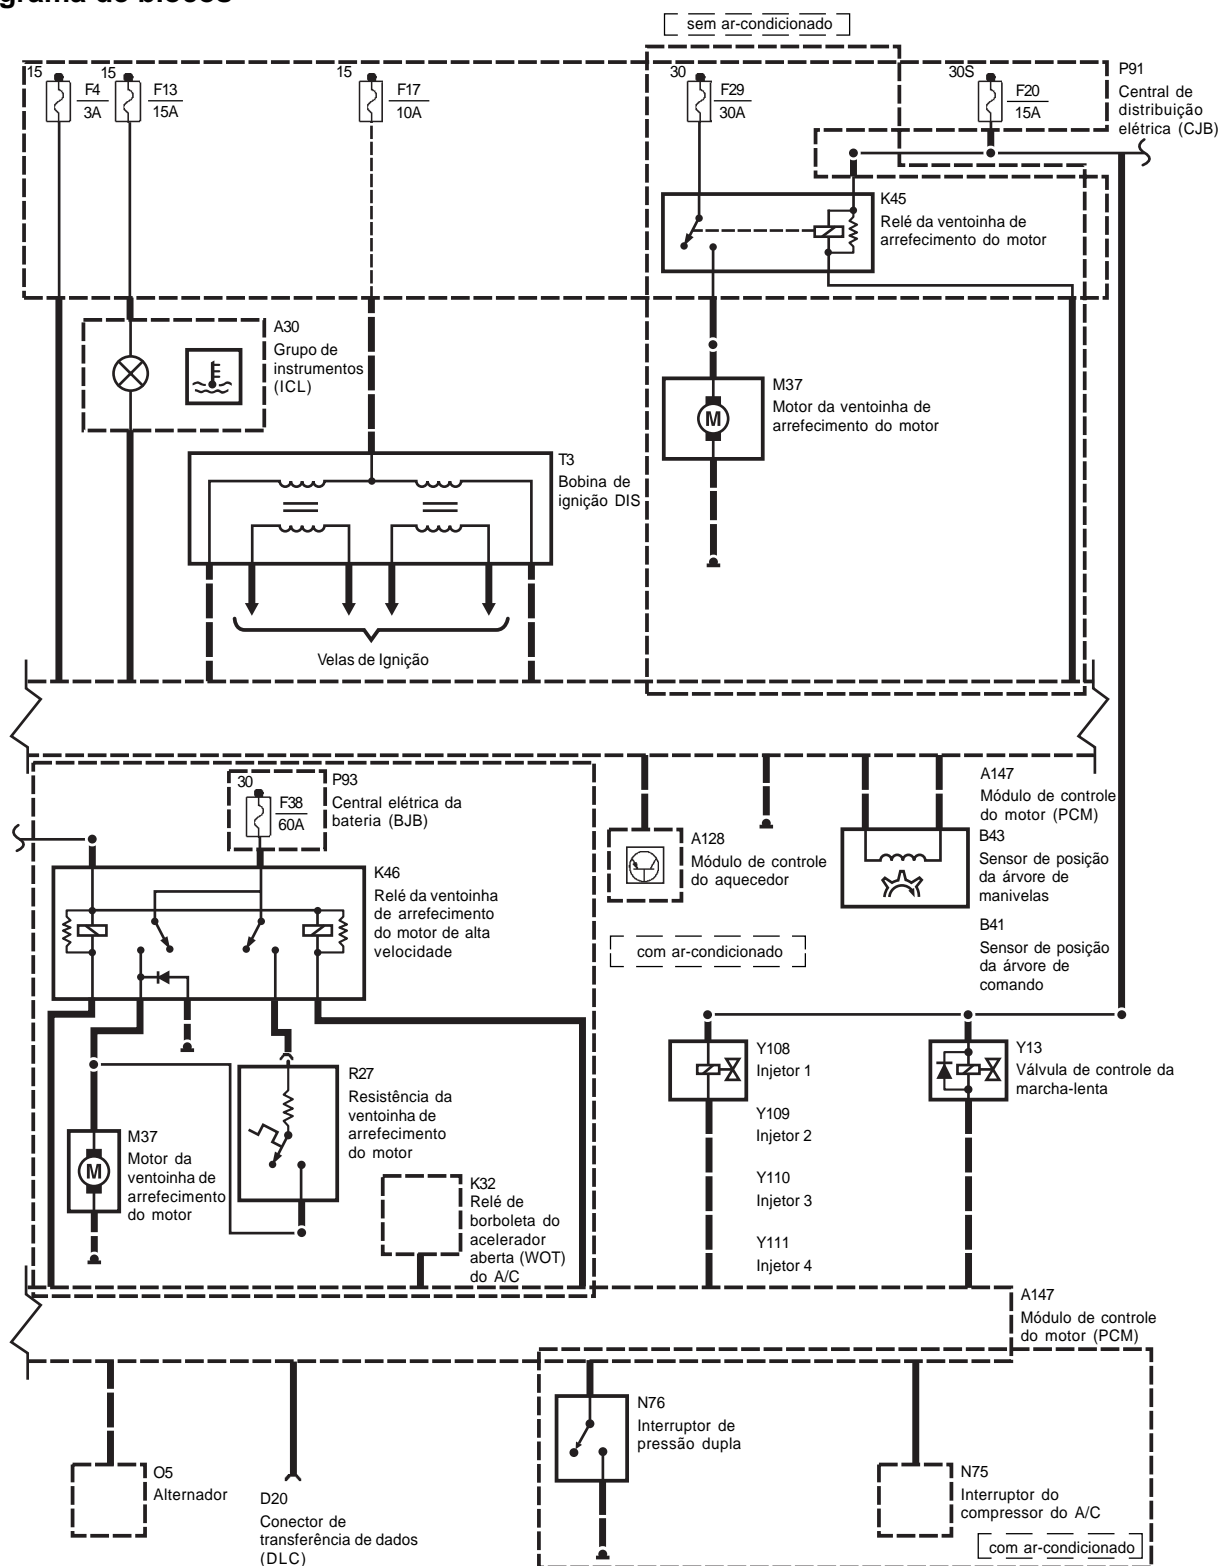 sem ar-condicionado
15
15
15
30
30S
F4
3A
F13
15A
F17
10A
F29
30A
F20
15A
P91
Central de
distribuição
elétrica (CJB)
K45
Relé da ventoinha de
arrefecimento do motor
A30
Grupo de
instrumentos
(ICL)
M37
Motor da ventoinha de
arrefecimento do motor
M
T3
Bobina de
ignição DIS
Velas de Ignição
30
F38
60A
P93
Central elétrica da
bateria (BJB)
A147
Módulo de controle
do motor (PCM)
B43
Sensor de posição
da árvore de
manivelas
B41
Sensor de posição
da árvore de
comando
A128
Módulo de controle
do aquecedor
K46
Relé da ventoinha
de arrefecimento
do motor de alta
velocidade
com ar-condicionado
Y108
Injetor 1
Y109
Injetor 2
Y110
Injetor 3
Y111
Injetor 4
Y13
Válvula de controle da
marcha-lenta
R27
Resistência da
ventoinha de
arrefecimento
do motor
M
M37
Motor da
ventoinha de
arrefecimento
do motor
K32
Relé de
borboleta do
acelerador
aberta (WOT)
do A/C
A147
Módulo de controle
do motor (PCM)
N76
Interruptor de
pressão dupla
O5
Alternador
D20
Conector de
transferência de dados
(DLC)
N75
Interruptor do
compressor do A/C
com ar-condicionado